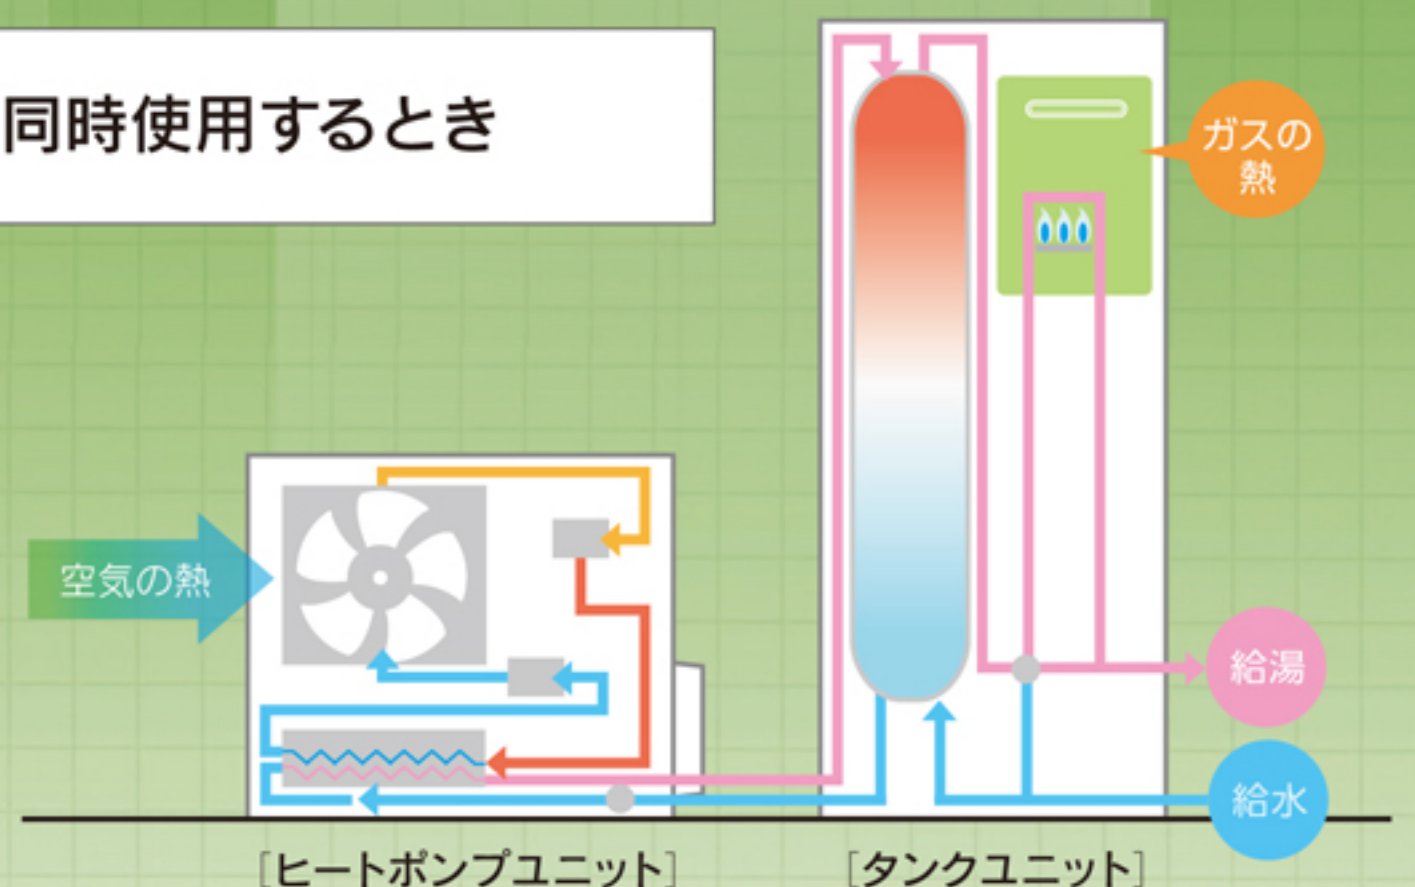 同時使用するとき
ガスの
熱
空気の熱
給湯
給水
[ヒートポンプユニット]
[タンクユニット]